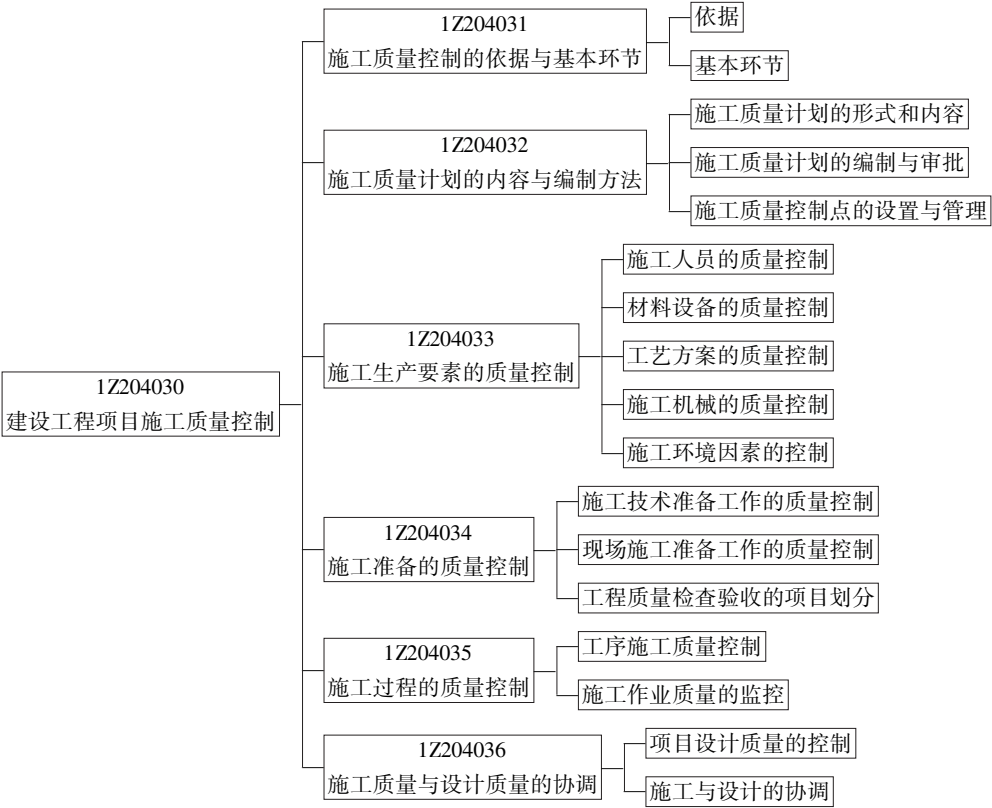 1Z204030
建设工程项目施工质量控制
1Z204031
施工质量控制的依据与基本环节
依据
基本环节
1Z204032
施工质量计划的内容与编制方法
施工质量计划的形式和内容
施工质量计划的编制与审批
施工质量控制点的设置与管理
1Z204033
施工生产要素的质量控制
施工人员的质量控制
材料设备的质量控制
工艺方案的质量控制
施工机械的质量控制
施工环境因素的控制
1Z204034
施工准备的质量控制
施工技术准备工作的质量控制
现场施工准备工作的质量控制
工程质量检查验收的项目划分
1Z204035
施工过程的质量控制
工序施工质量控制
施工作业质量的监控
1Z204036
施工质量与设计质量的协调
项目设计质量的控制
施工与设计的协调